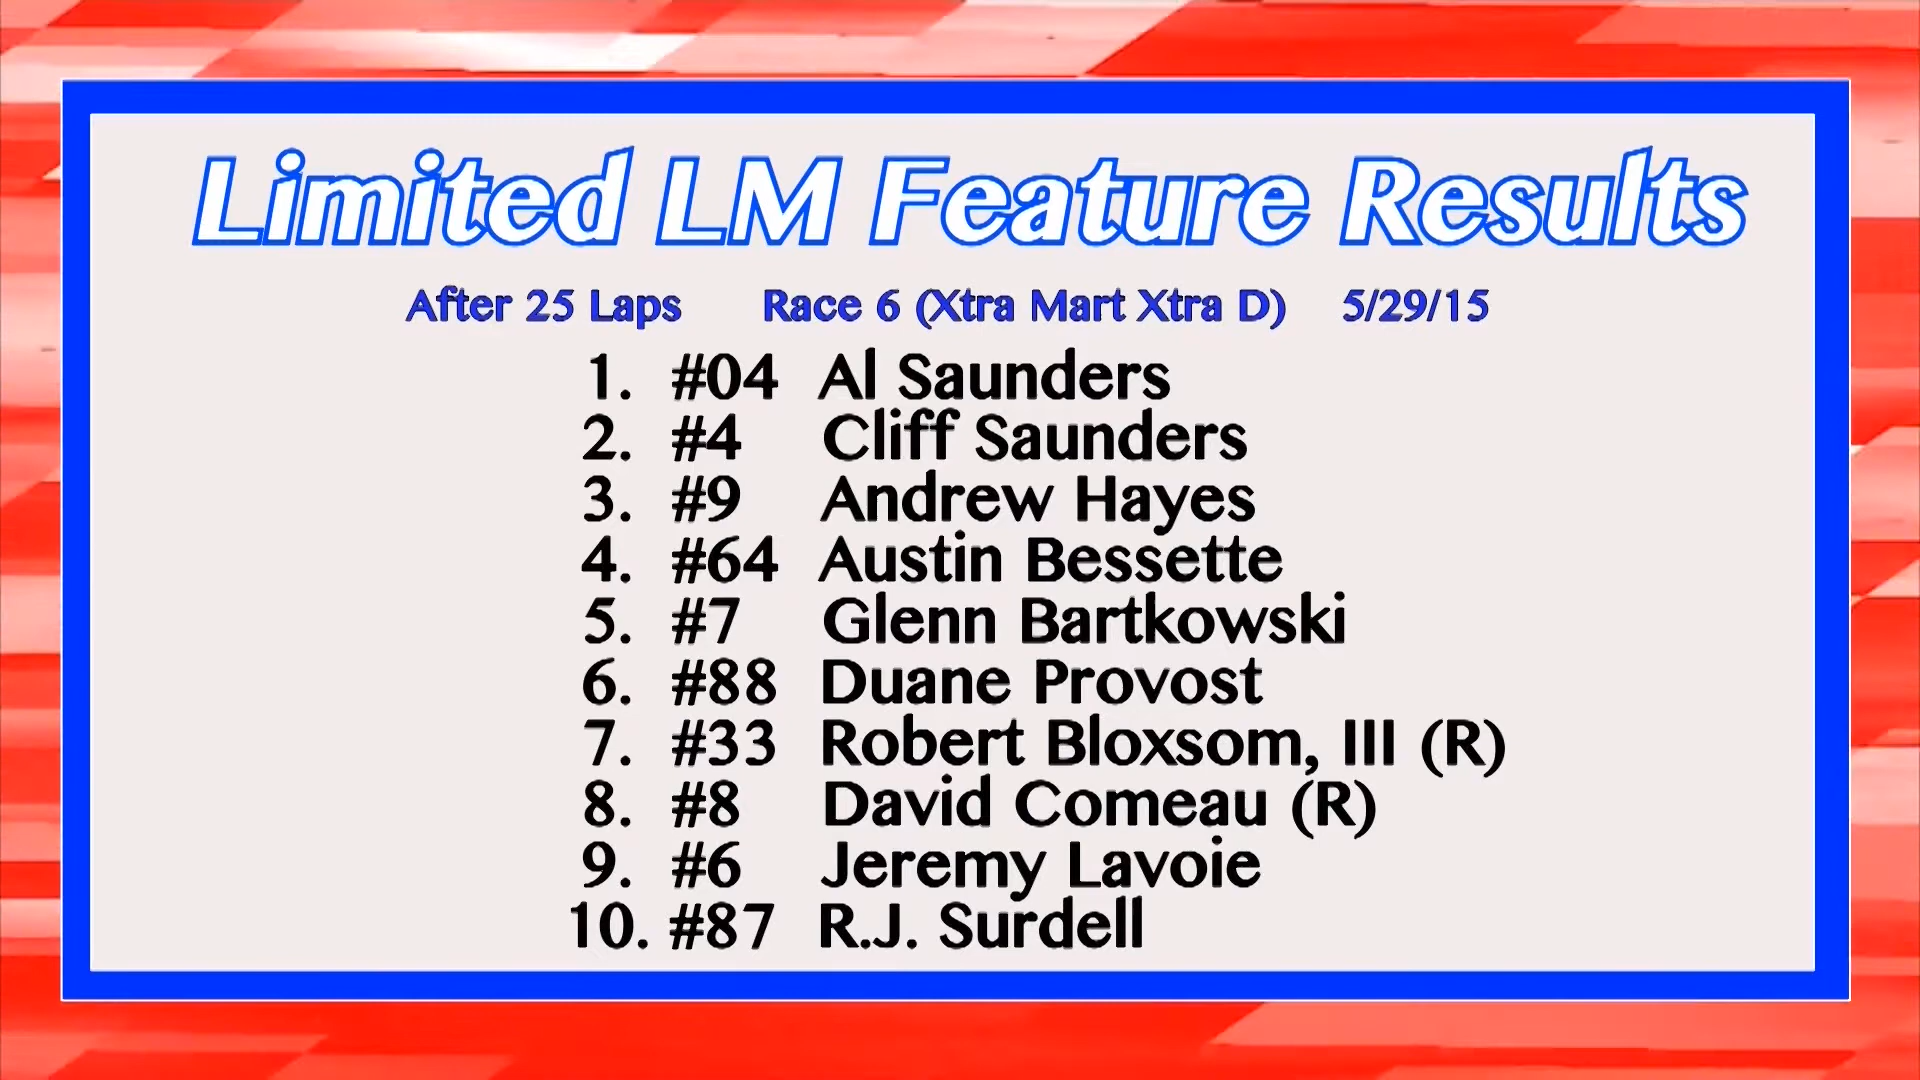 Limited LM Feature Results
After 25 Laps Race 6 (Xtra Mart Xtra D) 5/29/15
1. #04 Al Saunders
2. #4 Cliff Saunders
3. #9 Andrew Hayes
4. #64 Austin Bessette
5. #7 Glenn Bartkowski
6. #88 Duane Provost
7. #33 Robert Bloxsom, III (R)
8. #8 David Comeau (R)
9. #6 Jeremy Lavoie
10. #87 R.J. Surdell